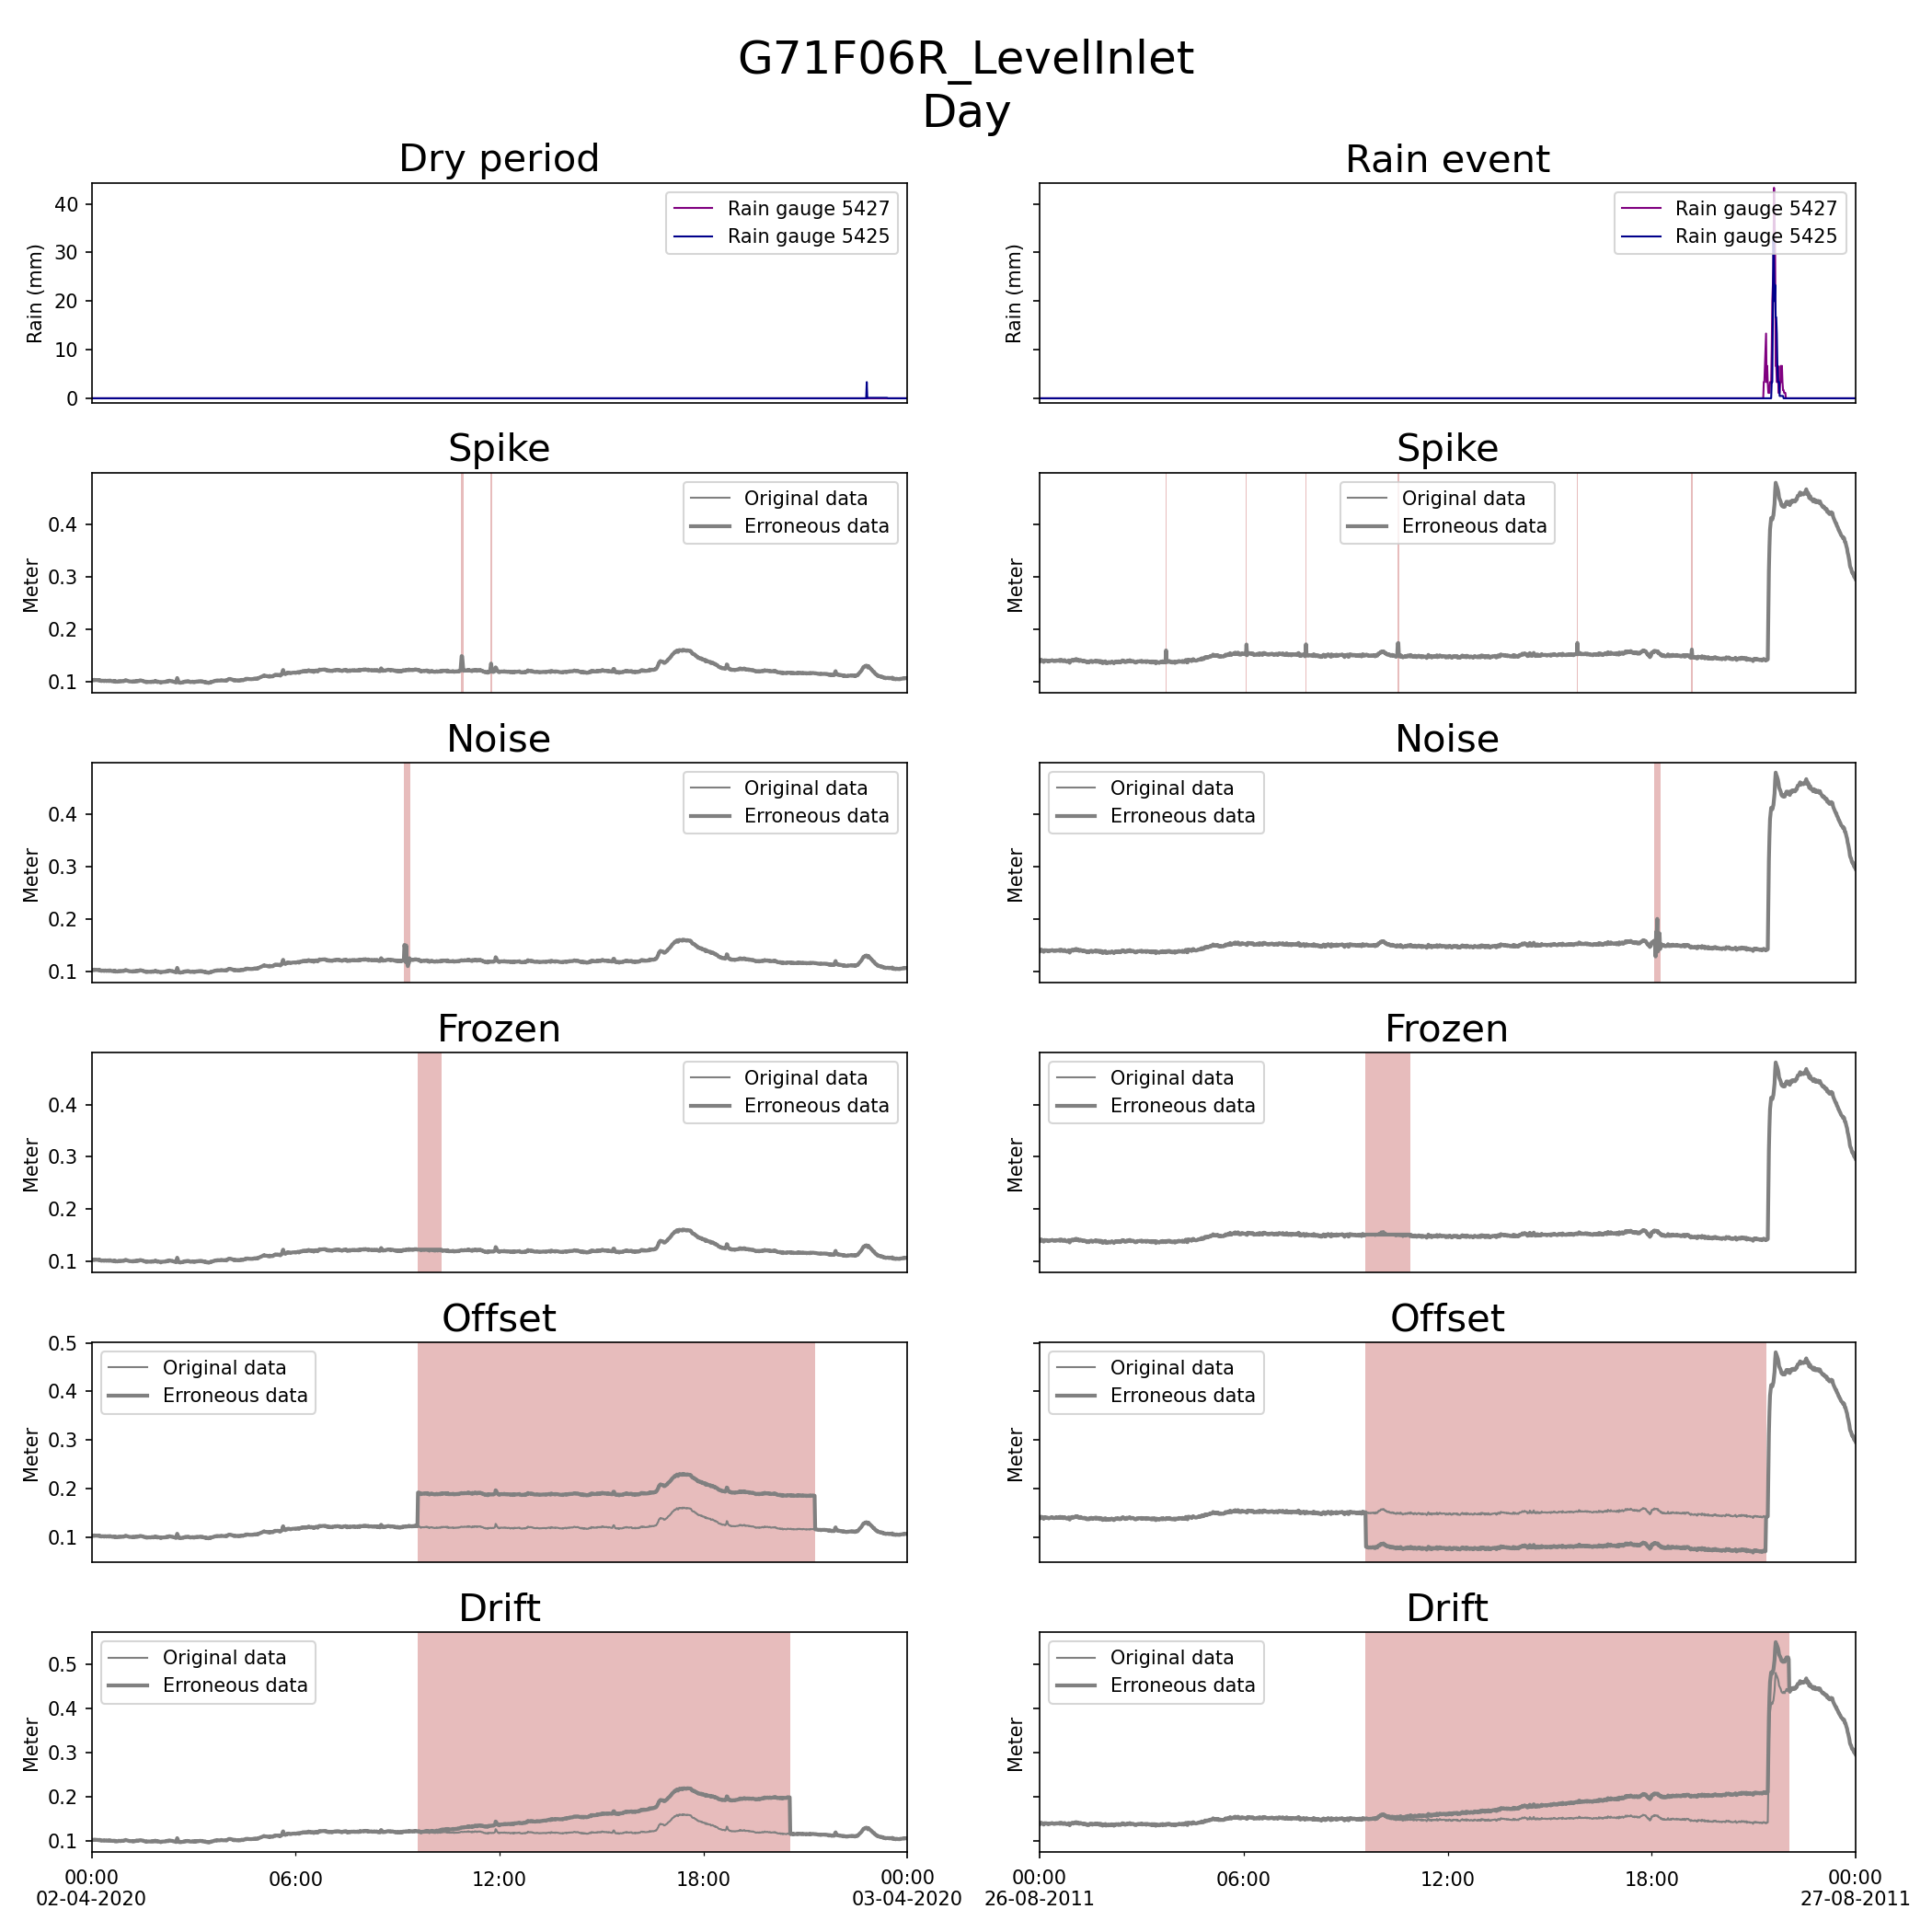 G71F06R_LevelInlet
Day
Dry period
Rain event
40
30
20
10
0
Rain (mm)
Rain gauge 5427
Rain gauge 5425
Rain (mm)
Rain gauge 5427
Rain gauge 5425
Spike
Spike
0.4
0.3
0.2
0.1
Meter
Original data
Erroneous data
Meter
Original data
Erroneous data
Noise
Noise
0.4
0.3
0.2
0.1
Meter
Original data
Erroneous data
Meter
Original data
Erroneous data
Frozen
Frozen
0.4
0.3
0.2
0.1
Meter
Original data
Erroneous data
Meter
Original data
Erroneous data
Offset
Offset
0.5
0.4
0.3
0.2
0.1
Meter
Original data
Erroneous data
Meter
Original data
Erroneous data
Drift
Drift
0.5
0.4
0.3
0.2
0.1
Meter
Original data
Erroneous data
Meter
Original data
Erroneous data
00:00 06:00 12:00 18:00 00:00
02-04-2020 03-04-2020
00:00 06:00 12:00 18:00 00:00
26-08-2011 27-08-2011